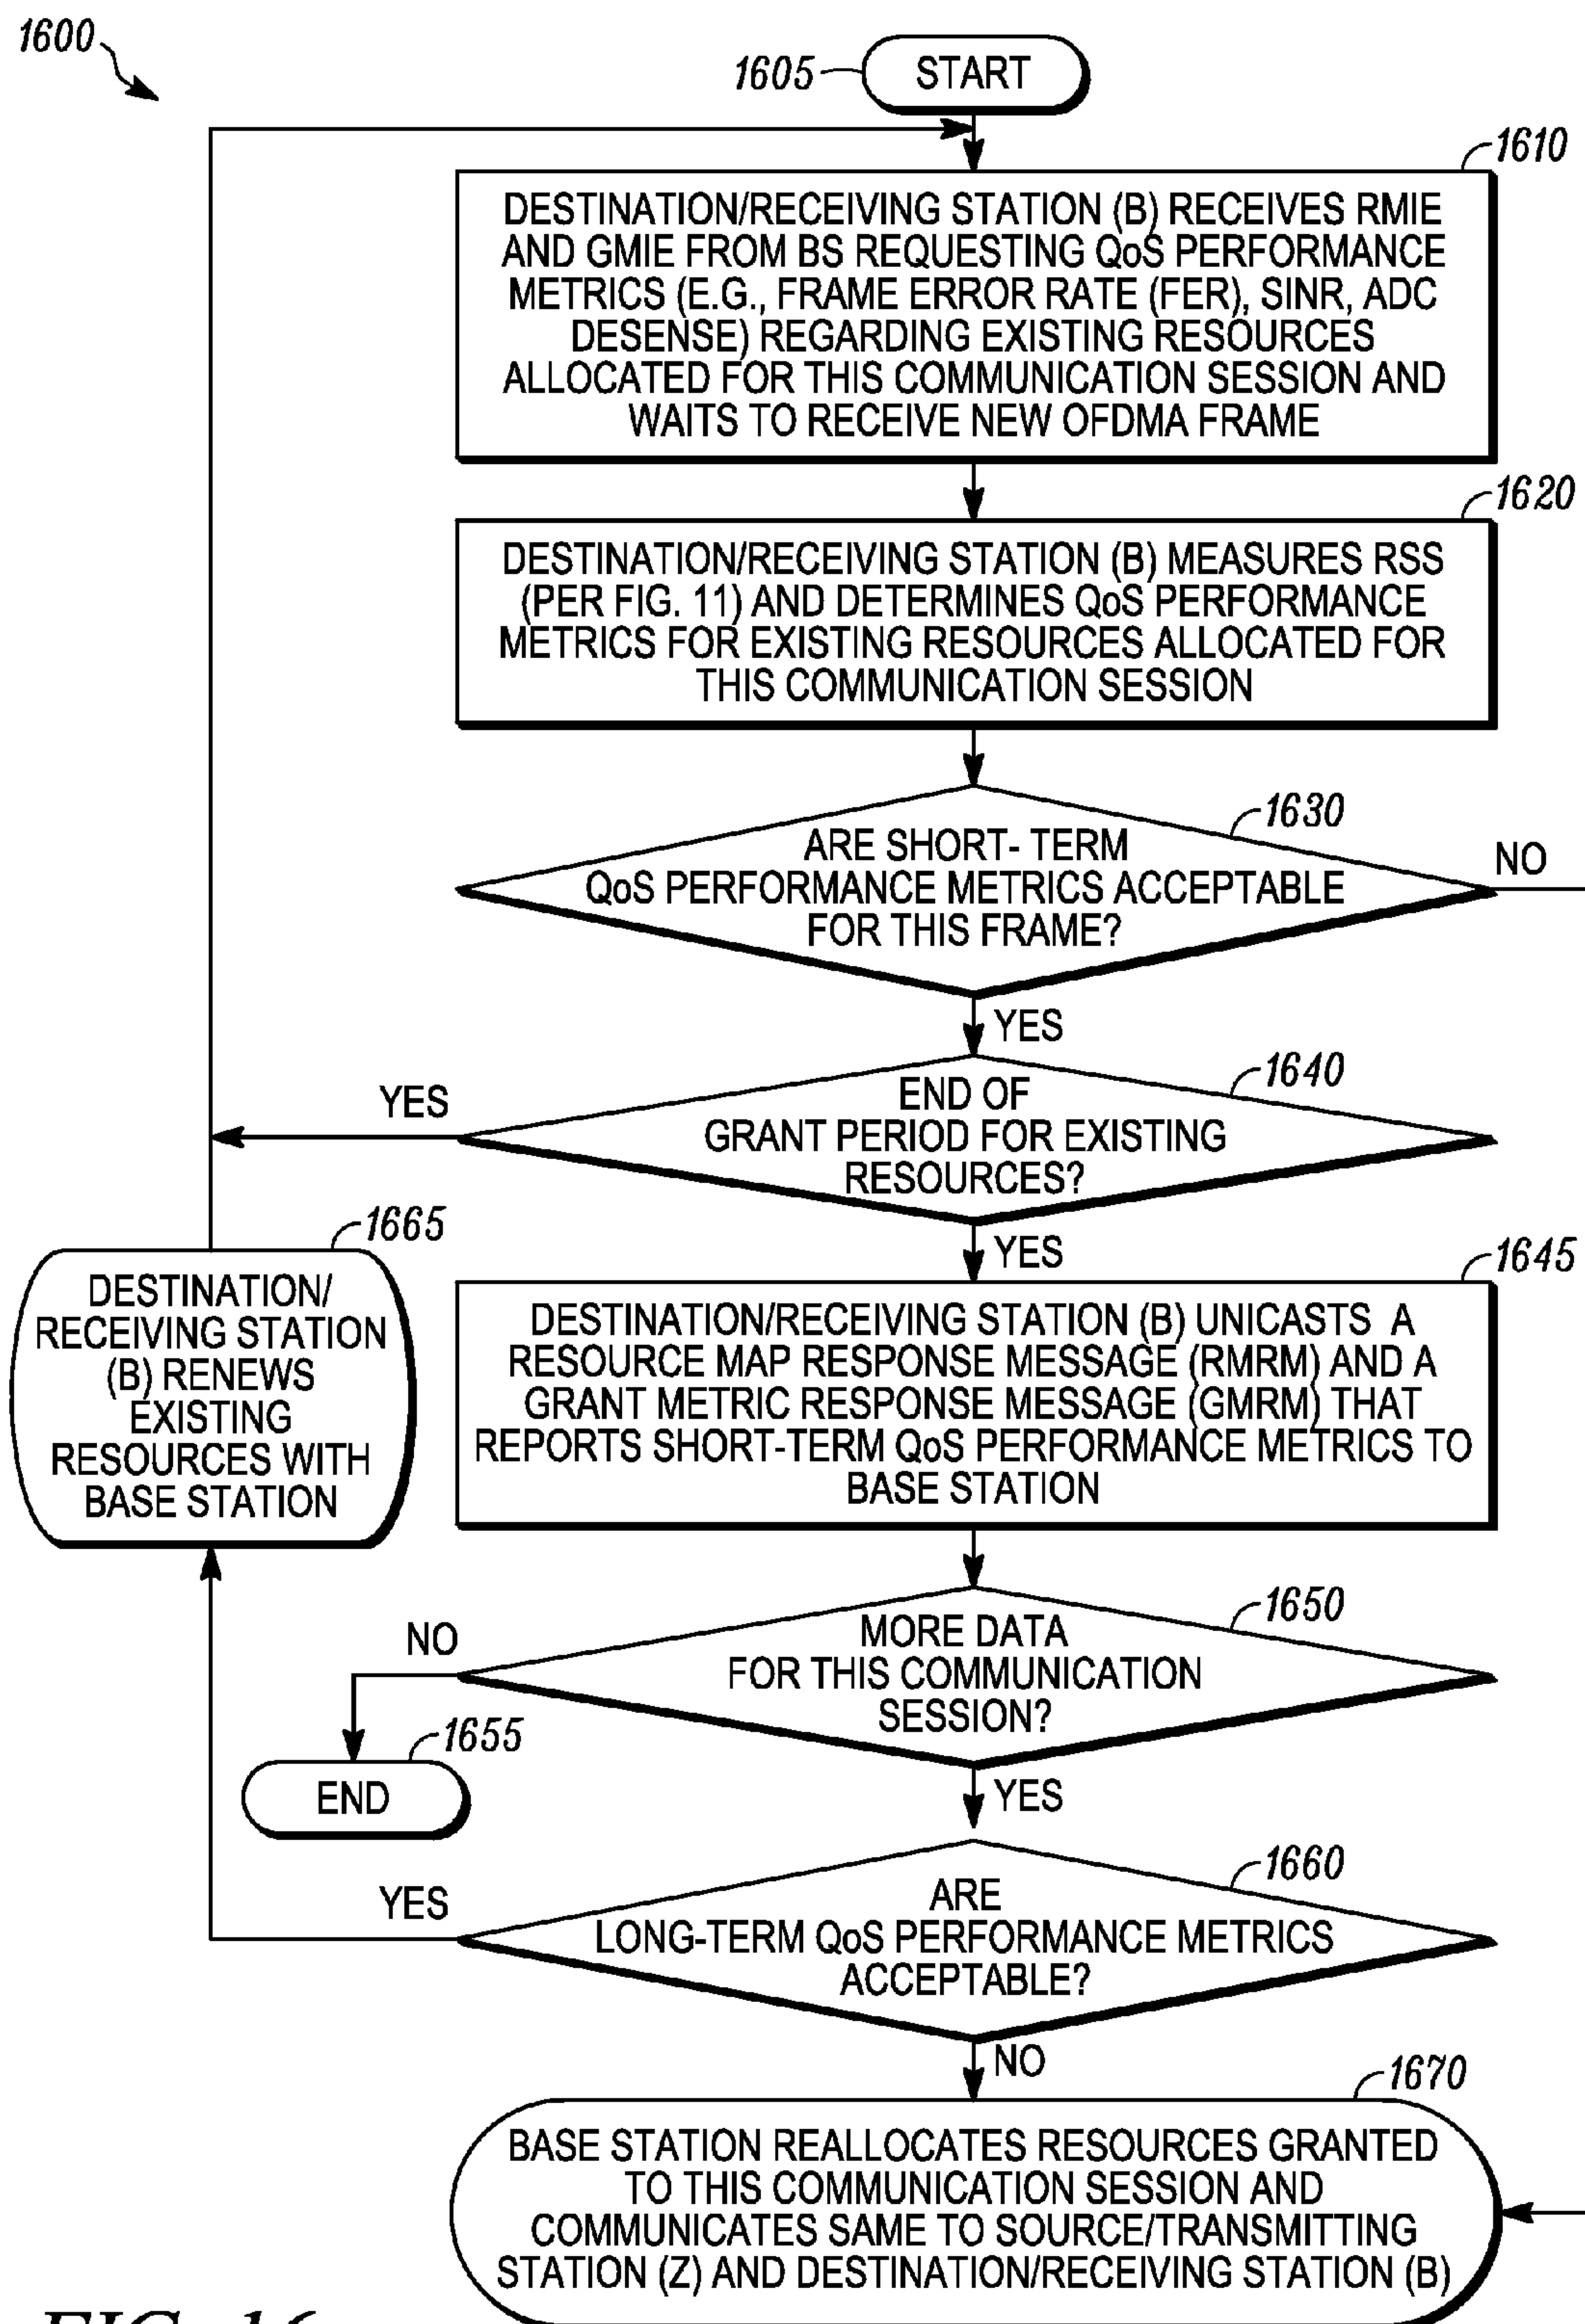 1600
1605
START
1610
DESTINATION/RECEIVING STATION (B) RECEIVES RMIE
AND GMIE FROM BS REQUESTING QoS PERFORMANCE
METRICS (E.G., FRAME ERROR RATE (FER), SINR, ADC
DESENSE) REGARDING EXISTING RESOURCES
ALLOCATED FOR THIS COMMUNICATION SESSION AND
WAITS TO RECEIVE NEW OFDMA FRAME
1620
DESTINATION/RECEIVING STATION (B) MEASURES RSS
(PER FIG. 11) AND DETERMINES QoS PERFORMANCE
METRICS FOR EXISTING RESOURCES ALLOCATED FOR
THIS COMMUNICATION SESSION
1630
ARE SHORT- TERM
QoS PERFORMANCE METRICS ACCEPTABLE
FOR THIS FRAME?
NO
YES
1640
END OF
GRANT PERIOD FOR EXISTING
RESOURCES?
YES
YES
1665
DESTINATION/
RECEIVING STATION
(B) RENEWS
EXISTING
RESOURCES WITH
BASE STATION
1645
DESTINATION/RECEIVING STATION (B) UNICASTS A
RESOURCE MAP RESPONSE MESSAGE (RMRM) AND A
GRANT METRIC RESPONSE MESSAGE (GMRM) THAT
REPORTS SHORT-TERM QoS PERFORMANCE METRICS TO
BASE STATION
1650
MORE DATA
FOR THIS COMMUNICATION
SESSION?
NO
1655
END
YES
1660
ARE
LONG-TERM QoS PERFORMANCE METRICS
ACCEPTABLE?
YES
NO
1670
BASE STATION REALLOCATES RESOURCES GRANTED
TO THIS COMMUNICATION SESSION AND
COMMUNICATES SAME TO SOURCE/TRANSMITTING
STATION (Z) AND DESTINATION/RECEIVING STATION (B)
FIG. 16